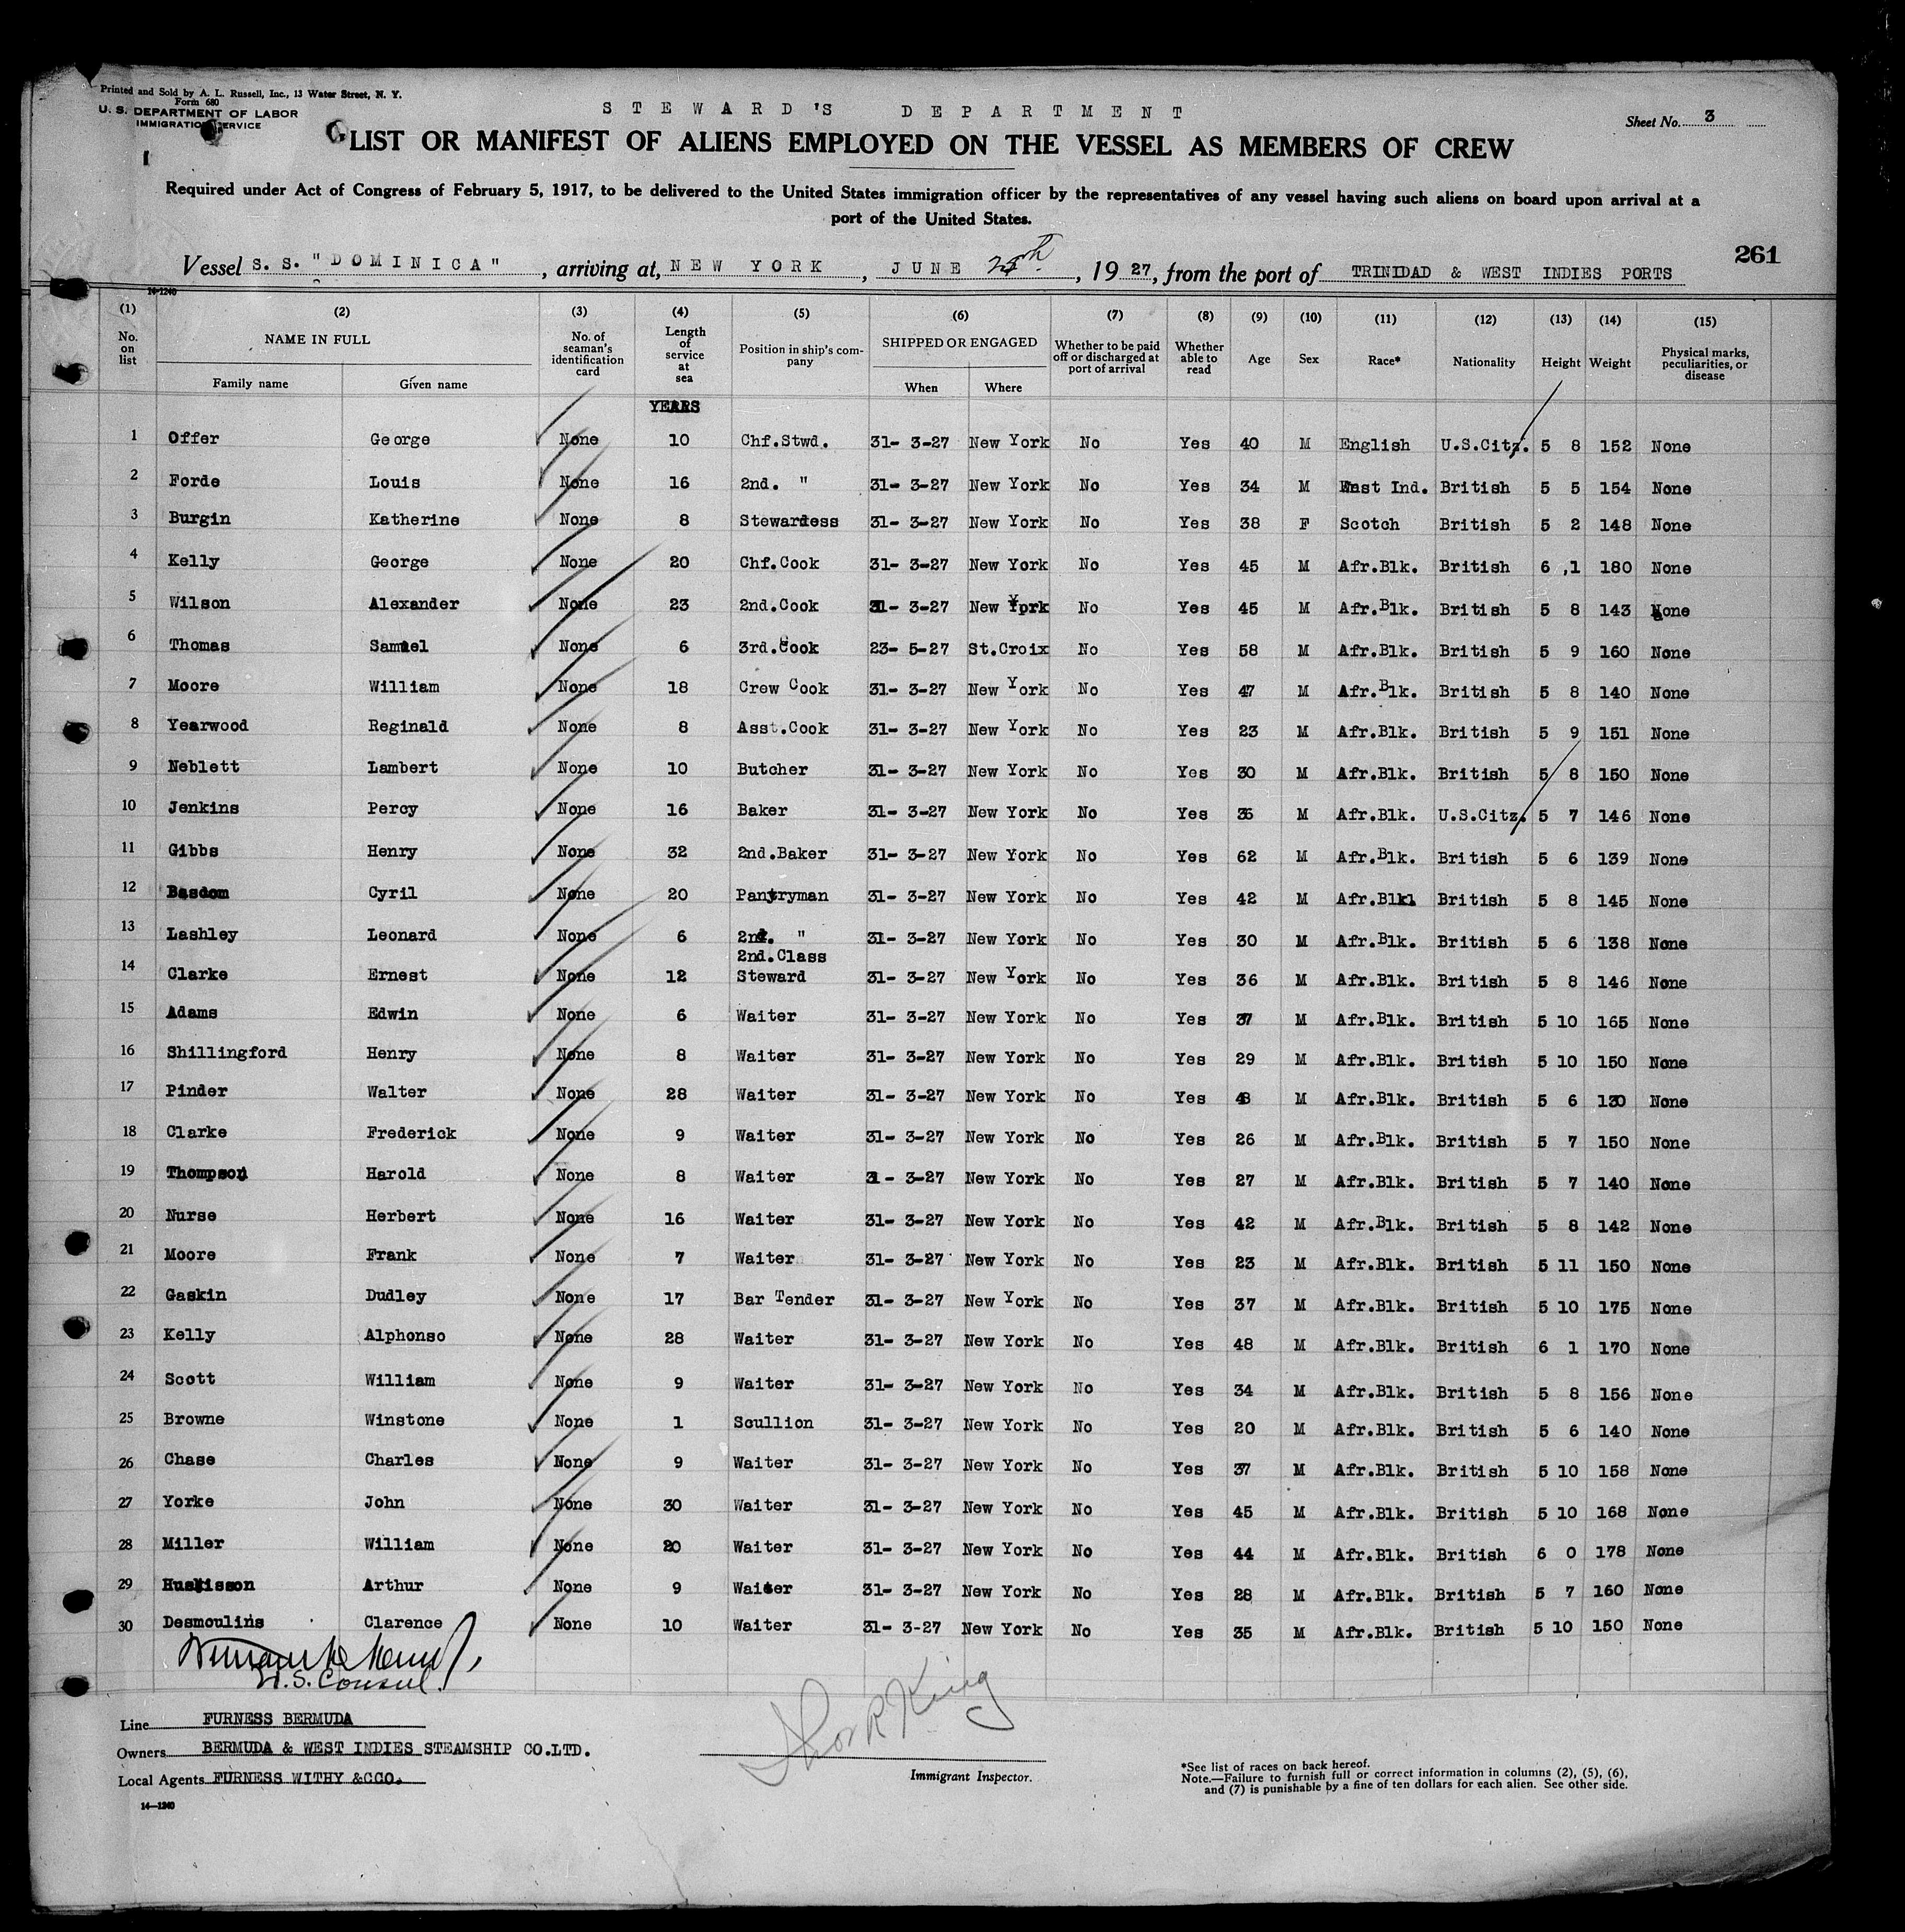 Printed and Sold by A. L. Russell, Inc., 13 Water Street, N. Y.
Form 680
U. S. DEPARTMENT OF LABOR
IMMIGRATION SERVICE
STEWARD'S DEPARTMENT
Sheet No. 3
LIST OR MANIFEST OF ALIENS EMPLOYED ON THE VESSEL AS MEMBERS OF CREW
Required under Act of Congress of February 5, 1917, to be delivered to the United States immigration officer by the representatives of any vessel having such aliens on board upon arrival at a
port of the United States.
261
Vessel S. S. "DOMINICA", arriving at, NEW YORK, JUNE, 1927, from the port of TRINIDAD & WEST INDIES PORTS
14-1240
(1) (2) (3) (4) (5) (6) (7) (8) (9) (10) (11) (12) (13) (14) (15)
No. on list NAME IN FULL Family name Given name No. of seaman's identification card Length of service at sea Position in ship's company SHIPPED OR ENGAGED When Where Whether to be paid off or discharged at port of arrival Whether able to read Age Sex Race* Nationality Height Weight Physical marks, peculiarities, or disease
YEARS
1 Offer George None 10 Chf.Stwd. 31- 3-27 New York No Yes 40 M English U.S.Citz. 5 8 152 None
2 Forde Louis None 16 2nd. " 31- 3-27 New York No Yes 34 M Ind. British 5 5 154 None
3 Burgin Katherine None 8 Stewardess 31- 3-27 New York No Yes 38 F Scotch British 5 2 148 None
4 Kelly George None 20 Chf.Cook 31- 3-27 New York No Yes 45 M Afr.Blk. British 6 ,1 180 None
5 Wilson Alexander None 23 2nd.Cook 31- 3-27 New York No Yes 45 M Afr.Blk. British 5 8 143 None
6 Thomas Samuel None 6 3rd.Cook 23- 5-27 St.Croix No Yes 58 M Afr.Blk. British 5 9 160 None
7 Moore William None 18 Crew Cook 31- 3-27 New York No Yes 47 M Afr.Blk. British 5 8 140 None
8 Yearwood Reginald None 8 Asst.Cook 31- 3-27 New York No Yes 23 M Afr.Blk. British 5 9 151 None
9 Neblett Lambert None 10 Butcher 31- 3-27 New York No Yes 30 M Afr.Blk. British 5 8 150 None
10 Jenkins Percy None 16 Baker 31- 3-27 New York No Yes 36 M Afr.Blk. U.S.Citz. 5 7 146 None
11 Gibbs Henry None 32 2nd.Baker 31- 3-27 New York No Yes 62 M Afr.Blk. British 5 6 139 None
12 Basdom Cyril None 20 Pantryman 31- 3-27 New York No Yes 42 M Afr.Blkl British 5 8 145 None
13 Lashley Leonard None 6 2nd. " 31- 3-27 New York No Yes 30 M Afr.Blk. British 5 6 138 None
2nd.Class
14 Clarke Ernest None 12 Steward 31- 3-27 New York No Yes 36 M Afr.Blk. British 5 8 146 None
15 Adams Edwin None 6 Waiter 31- 3-27 New York No Yes 37 M Afr.Blk. British 5 10 165 None
16 Shillingford Henry None 8 Waiter 31- 3-27 New York No Yes 29 M Afr.Blk. British 5 10 150 None
17 Pinder Walter None 28 Waiter 31- 3-27 New York No Yes 48 M Afr.Blk. British 5 6 130 None
18 Clarke Frederick None 9 Waiter 31- 3-27 New York No Yes 26 M Afr.Blk. British 5 7 150 None
19 Thompson Harold None 8 Waiter 31- 3-27 New York No Yes 27 M Afr.Blk. British 5 7 140 None
20 Nurse Herbert None 16 Waiter 31- 3-27 New York No Yes 42 M Afr.Blk. British 5 8 142 None
21 Moore Frank None 7 Waiter 31- 3-27 New York No Yes 23 M Afr.Blk. British 5 11 150 None
22 Gaskin Dudley None 17 Bar Tender 31- 3-27 New York No Yes 37 M Afr.Blk. British 5 10 175 None
23 Kelly Alphonso None 28 Waiter 31- 3-27 New York No Yes 48 M Afr.Blk. British 6 1 170 None
24 Scott William None 9 Waiter 31- 3-27 New York No Yes 34 M Afr.Blk. British 5 8 156 None
25 Browne Winstone None 1 Scullion 31- 3-27 New York No Yes 20 M Afr.Blk. British 5 6 140 None
26 Chase Charles None 9 Waiter 31- 3-27 New York No Yes 37 M Afr.Blk. British 5 10 158 None
27 Yorke John None 30 Waiter 31- 3-27 New York No Yes 45 M Afr.Blk. British 5 10 168 None
28 Miller William None 20 Waiter 31- 3-27 New York No Yes 44 M Afr.Blk. British 6 0 178 None
29 Huskisson Arthur None 9 Waiter 31- 3-27 New York No Yes 28 M Afr.Blk. British 5 7 160 None
30 Desmoulins Clarence None 10 Waiter 31- 3-27 New York No Yes 35 M Afr.Blk. British 5 10 150 None
U.S. Consul.
Line FURNESS BERMUDA
Owners BERMUDA & WEST INDIES STEAMSHIP CO.LTD.
Local Agents FURNESS WITHY &CCO.
14-1240
King
Immigrant Inspector.
*See list of races on back hereof.
Note.—Failure to furnish full or correct information in columns (2), (5), (6),
and (7) is punishable by a fine of ten dollars for each alien. See other side.